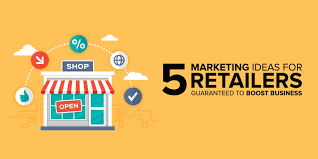 %
SHOP
OPEN
5 MARKETING IDEAS FOR
RETAILERS
GUARANTEED TO BOOST BUSINESS